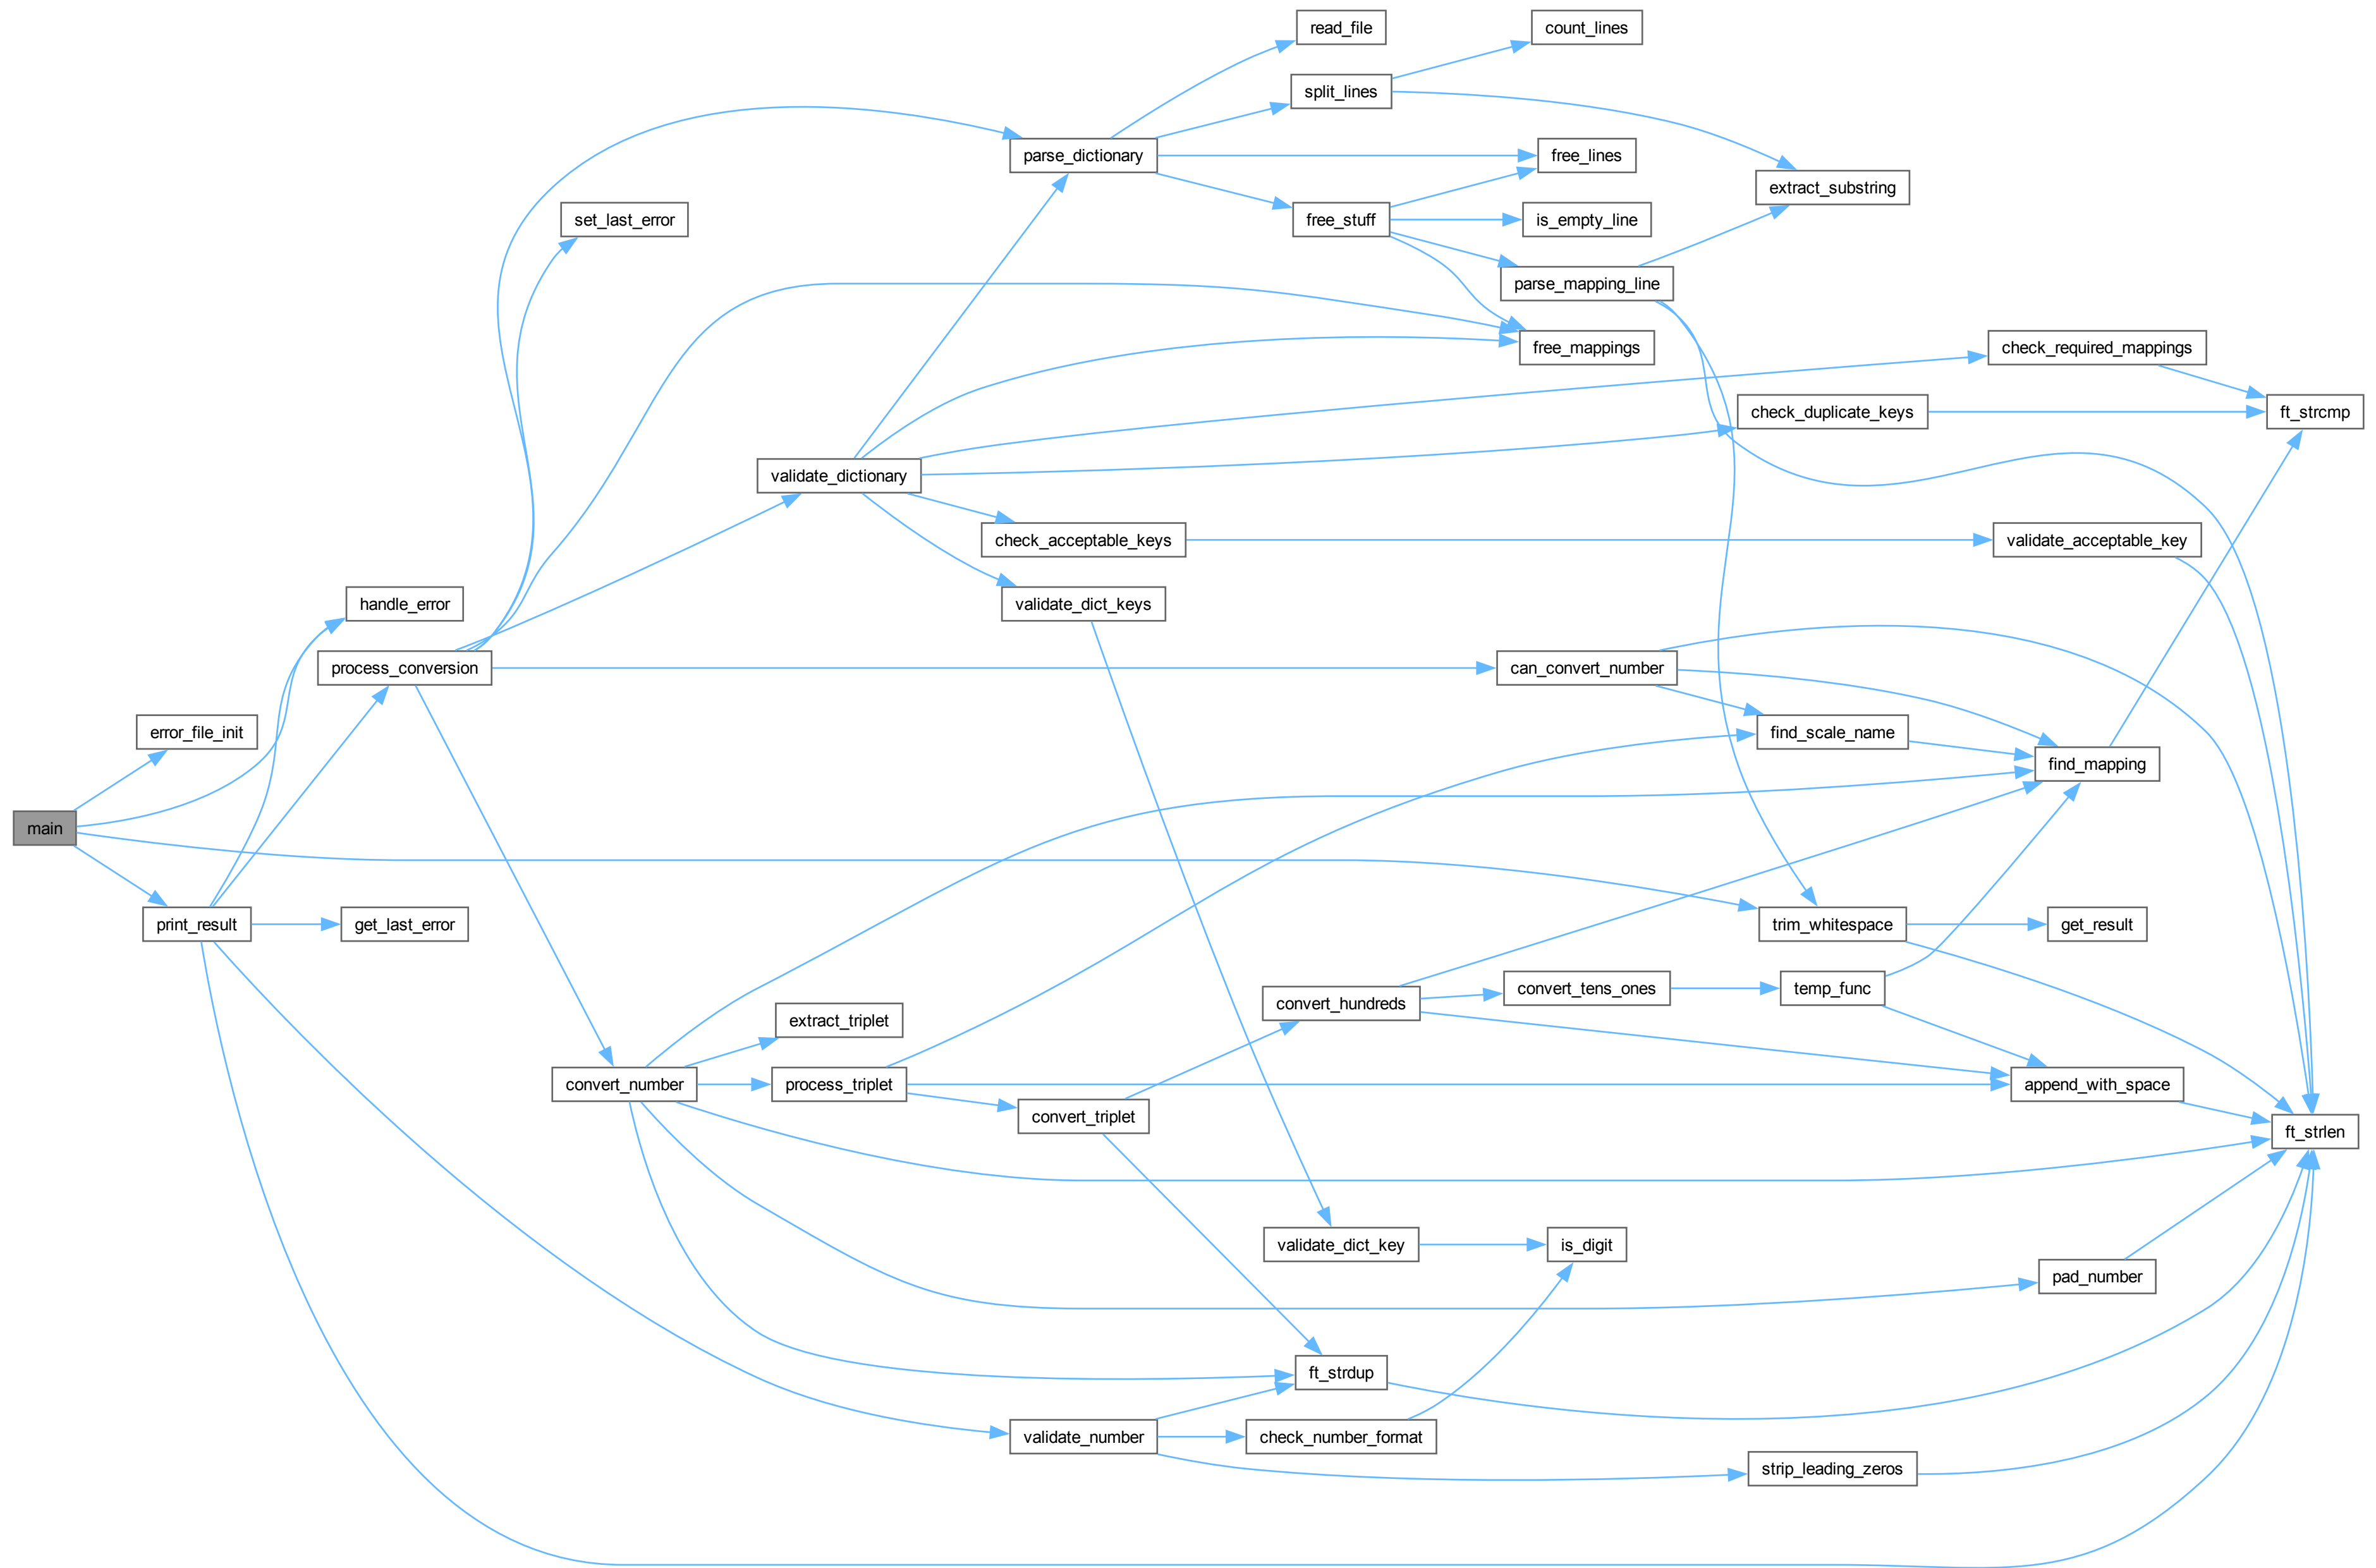 read_file
count_lines
split_lines
parse_dictionary
free_lines
extract_substring
set_last_error
free_stuff
is_empty_line
parse_mapping_line
free_mappings
check_required_mappings
check_duplicate_keys
ft_strcmp
validate_dictionary
check_acceptable_keys
validate_acceptable_key
handle_error
validate_dict_keys
process_conversion
can_convert_number
error_file_init
find_scale_name
find_mapping
main
print_result
get_last_error
trim_whitespace
get_result
convert_hundreds
convert_tens_ones
temp_func
extract_triplet
convert_number
process_triplet
append_with_space
convert_triplet
ft_strlen
validate_dict_key
is_digit
pad_number
ft_strdup
validate_number
check_number_format
strip_leading_zeros